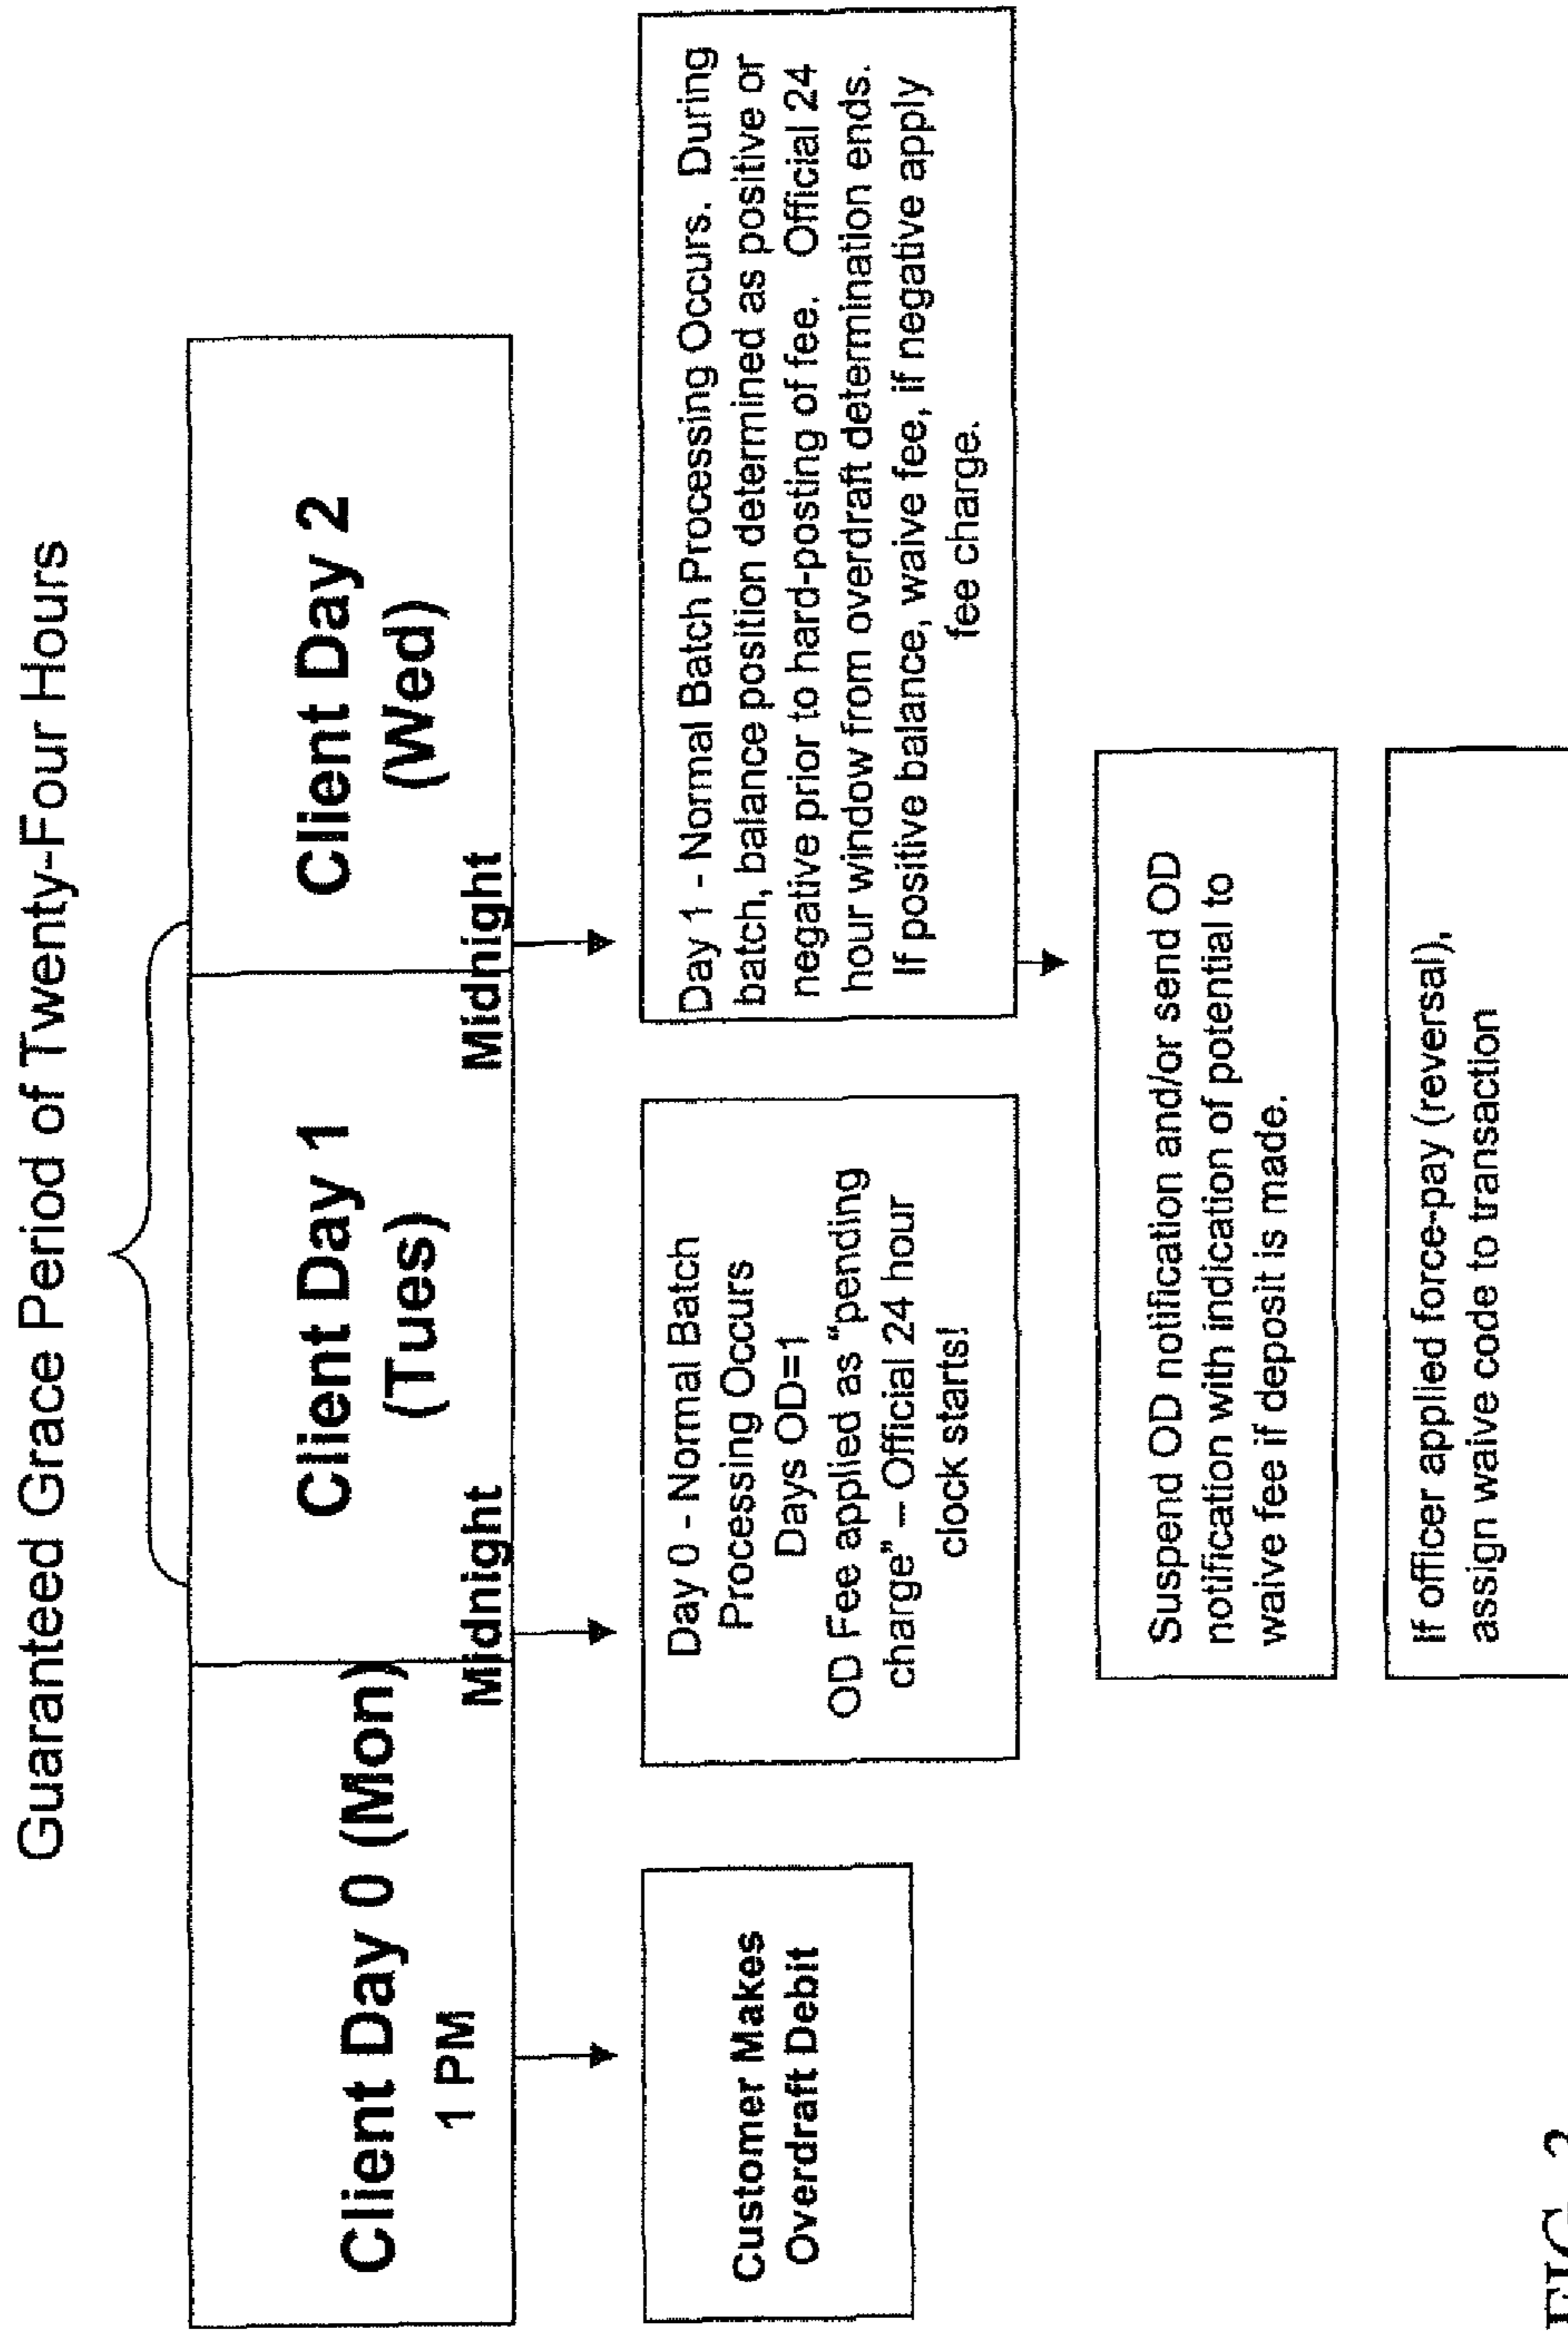 Guaranteed Grace Period of Twenty-Four Hours
Client Day 0 (Mon)
1 PM
Midnight
Client Day 1
(Tues)
Midnight
Client Day 2
(Wed)
Customer Makes
Overdraft Debit
Day 0 - Normal Batch
Processing Occurs
Days OD=1
OD Fee applied as "pending
charge" – Official 24 hour
clock starts!
Day 1 - Normal Batch Processing Occurs. During
batch, balance position determined as positive or
negative prior to hard-posting of fee. Official 24
hour window from overdraft determination ends.
If positive balance, waive fee, if negative apply
fee charge.
Suspend OD notification and/or send OD
notification with indication of potential to
waive fee if deposit is made.
If officer applied force-pay (reversal),
assign waive code to transaction
FIG.